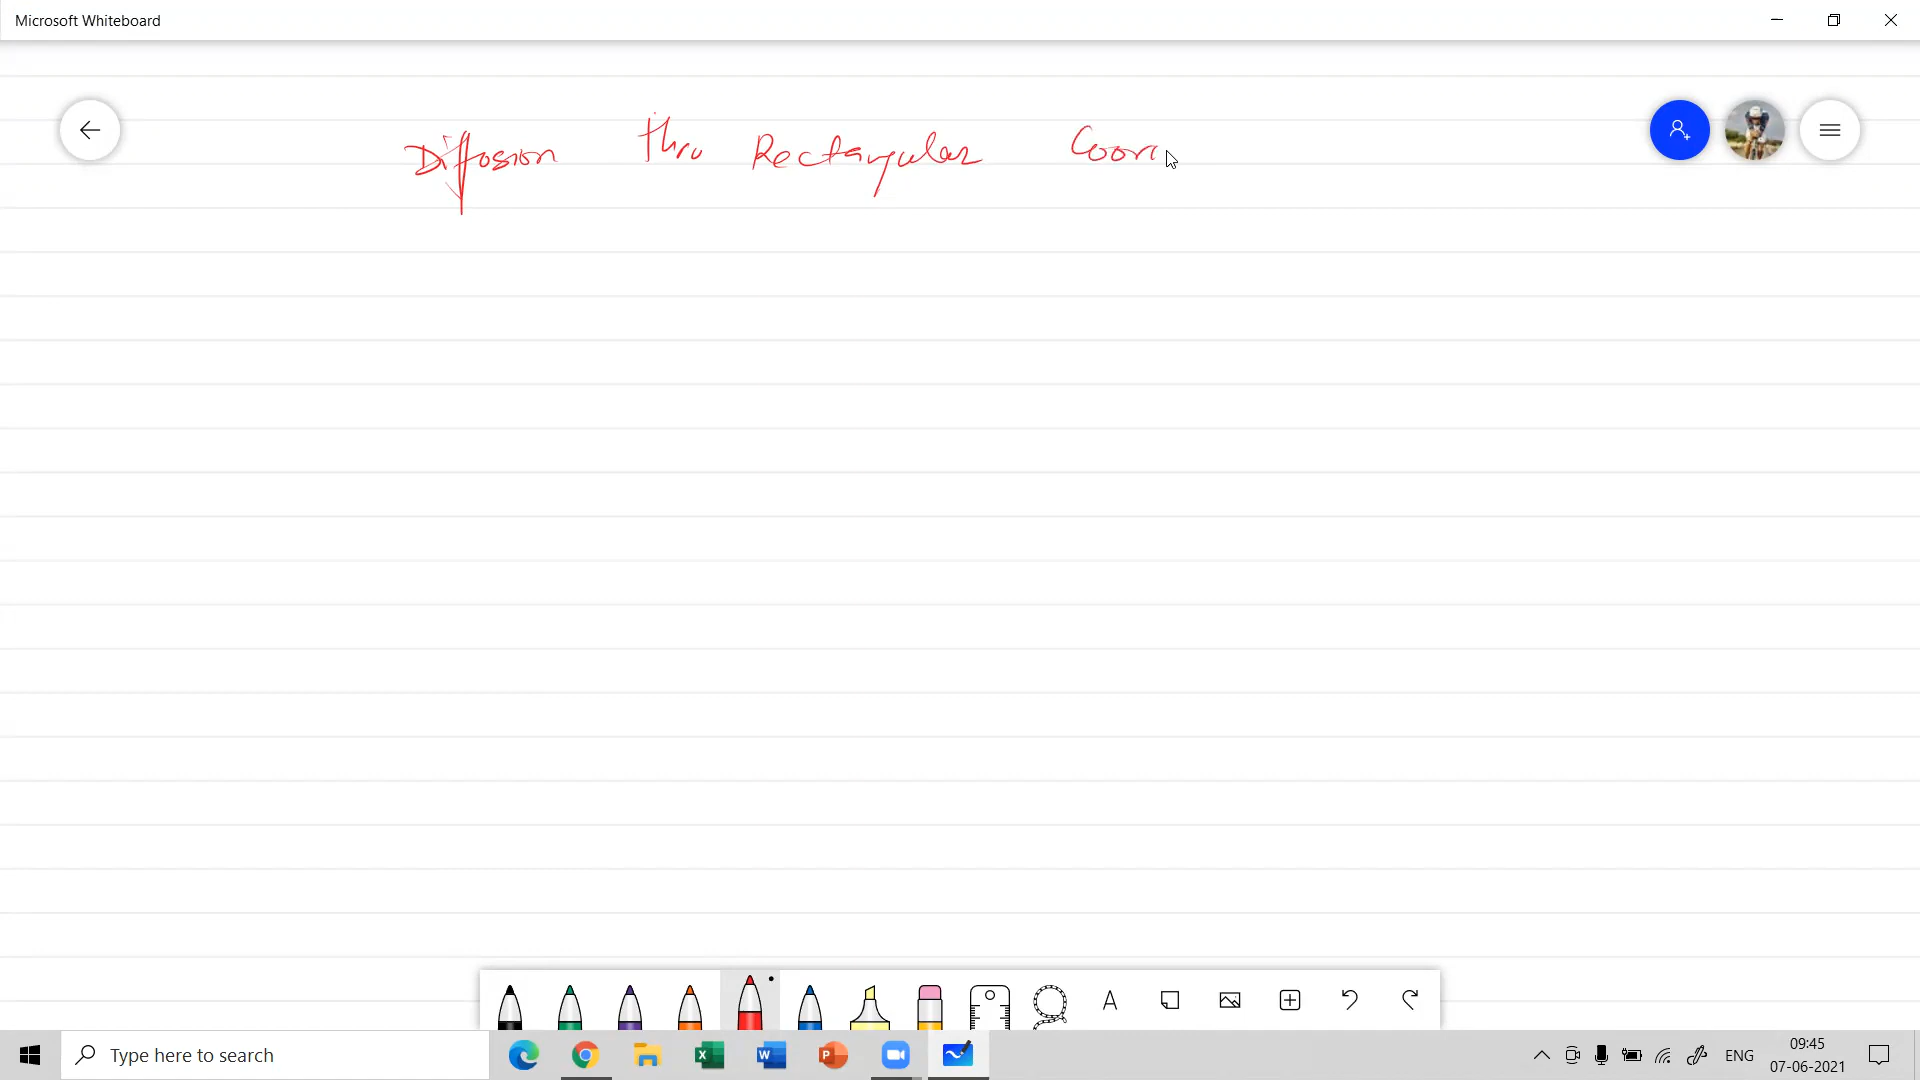 Microsoft Whiteboard
Diffusion thru Rectangular Coor
A
Type here to search
ENG
09:45
07-06-2021